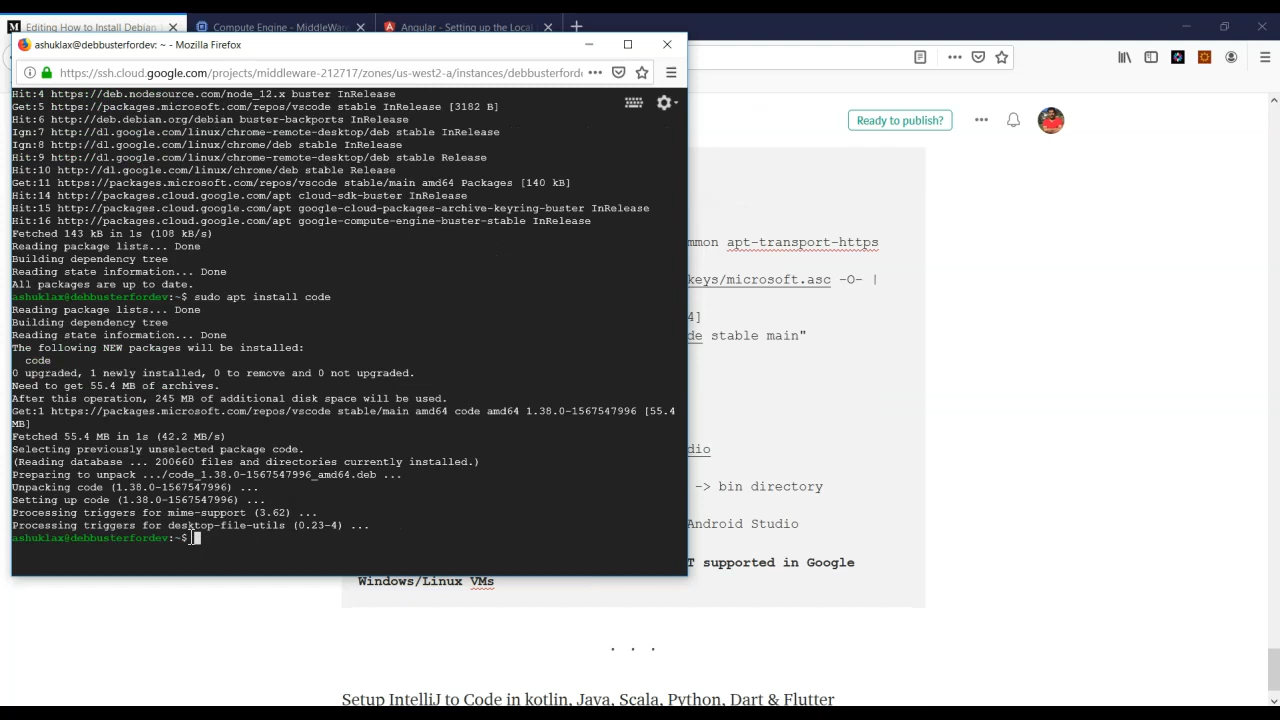 Editing How to Install Debian
Compute Engine - MiddleWare
Angular - Setting up the Local
ashuklax@debbusterfordev: ~ - Mozilla Firefox
https://ssh.cloud.google.com/projects/middleware-212717/zones/us-west2-a/instances/debbusterfordev
Hit:4 https://deb.nodesource.com/node_12.x buster InRelease
Get:5 https://packages.microsoft.com/repos/vscode stable InRelease [3182 B]
Hit:6 http://deb.debian.org/debian buster-backports InRelease
Ign:7 http://dl.google.com/linux/chrome-remote-desktop/deb stable InRelease
Ign:8 http://dl.google.com/linux/chrome/deb stable InRelease
Hit:9 http://dl.google.com/linux/chrome-remote-desktop/deb stable Release
Hit:10 http://dl.google.com/linux/chrome/deb stable Release
Get:11 https://packages.microsoft.com/repos/vscode stable/main amd64 Packages [140 kB]
Hit:14 http://packages.cloud.google.com/apt cloud-sdk-buster InRelease
Hit:15 http://packages.cloud.google.com/apt google-cloud-packages-archive-keyring-buster InRelease
Hit:16 http://packages.cloud.google.com/apt google-compute-engine-buster-stable InRelease
Fetched 143 kB in 1s (108 kB/s)
Reading package lists... Done
Building dependency tree
Reading state information... Done
All packages are up to date.
ashuklax@debbusterfordev:~$ sudo apt install code
Reading package lists... Done
Building dependency tree
Reading state information... Done
The following NEW packages will be installed:
code
0 upgraded, 1 newly installed, 0 to remove and 0 not upgraded.
Need to get 55.4 MB of archives.
After this operation, 245 MB of additional disk space will be used.
Get:1 https://packages.microsoft.com/repos/vscode stable/main amd64 code amd64 1.38.0-1567547996 [55.4
MB]
Fetched 55.4 MB in 1s (42.2 MB/s)
Selecting previously unselected package code.
(Reading database ... 200660 files and directories currently installed.)
Preparing to unpack .../code_1.38.0-1567547996_amd64.deb ...
Unpacking code (1.38.0-1567547996) ...
Setting up code (1.38.0-1567547996) ...
Processing triggers for mime-support (3.62) ...
Processing triggers for desktop-file-utils (0.23-4) ...
ashuklax@debbusterfordev:~$
Ready to publish?
mmon apt-transport-https
keys/microsoft.asc -O- |
4]
de stable main"
dio
-> bin directory
Android Studio
T supported in Google
Windows/Linux VMs
. . .
Setup IntelliJ to Code in kotlin, Java, Scala, Python, Dart & Flutter